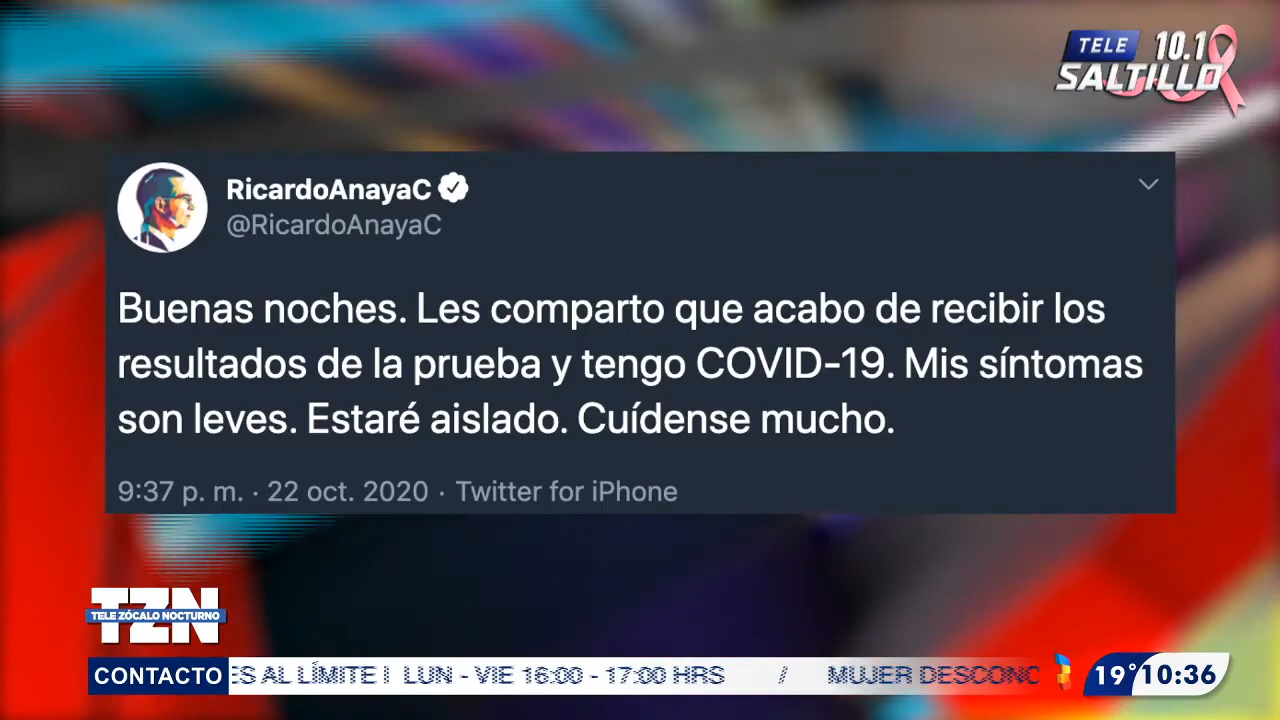 TELE 10.1
SALTILLO
RicardoAnayaC
@RicardoAnayaC
Buenas noches. Les comparto que acabo de recibir los
resultados de la prueba y tengo COVID-19. Mis síntomas
son leves. Estaré aislado. Cuídense mucho.
9:37 p. m. · 22 oct. 2020 · Twitter for iPhone
TZN
TELE ZÓCALO NOCTURNO
CONTACTO ES AL LÍMITE | LUN - VIE 16:00 - 17:00 HRS / MUJER DESCONO 19° 10:36